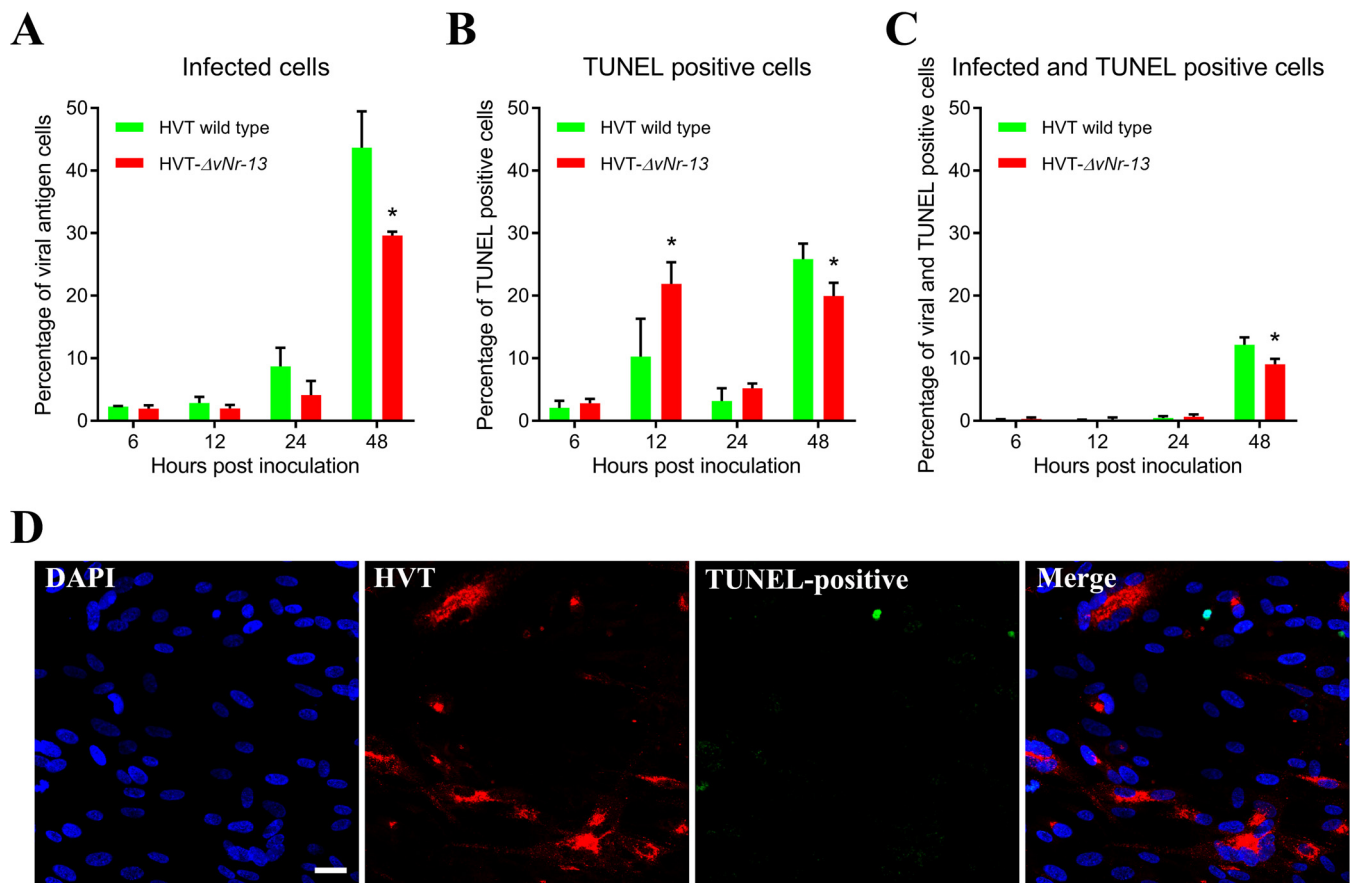 A
Infected cells
Percentage of viral antigen cells
50
40
30
20
10
0
HVT wild type
HVT-ΔvNr-13
*
6 12 24 48
Hours post inoculation
B
TUNEL positive cells
Percentage of TUNEL positive cells
50
40
30
20
10
0
HVT wild type
HVT-ΔvNr-13
*
*
6 12 24 48
Hours post inoculation
C
Infected and TUNEL positive cells
Percentage of viral and TUNEL positive cells
50
40
30
20
10
0
HVT wild type
HVT-ΔvNr-13
*
6 12 24 48
Hours post inoculation
D
DAPI
HVT
TUNEL-positive
Merge